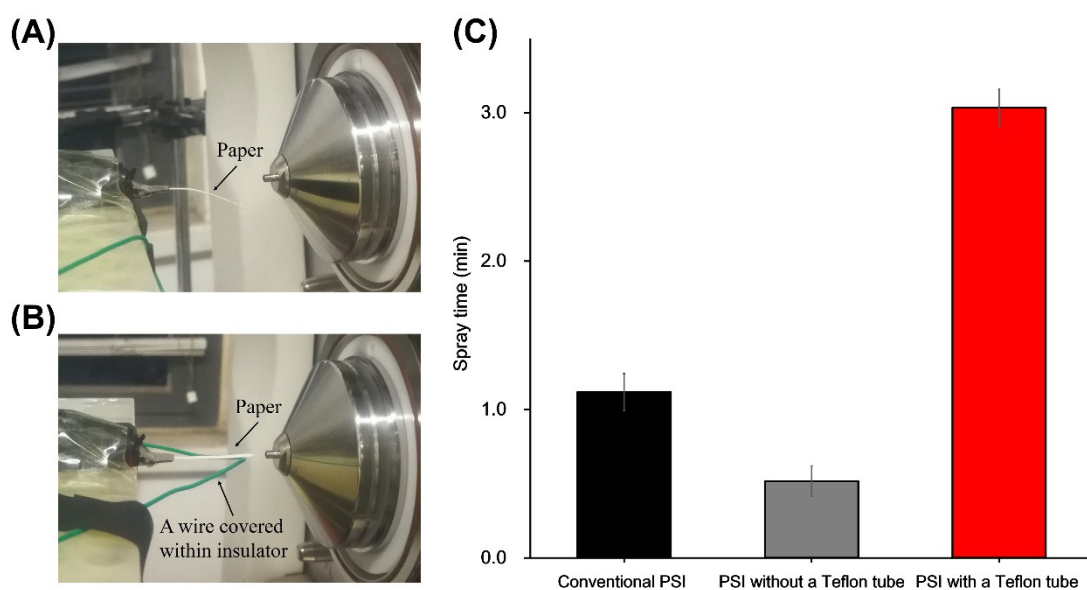 (A)
Paper
(B)
Paper
A wire covered
within insulator
(C)
Spray time (min)
3.0
2.0
1.0
0.0
Conventional PSI
PSI without a Teflon tube
PSI with a Teflon tube